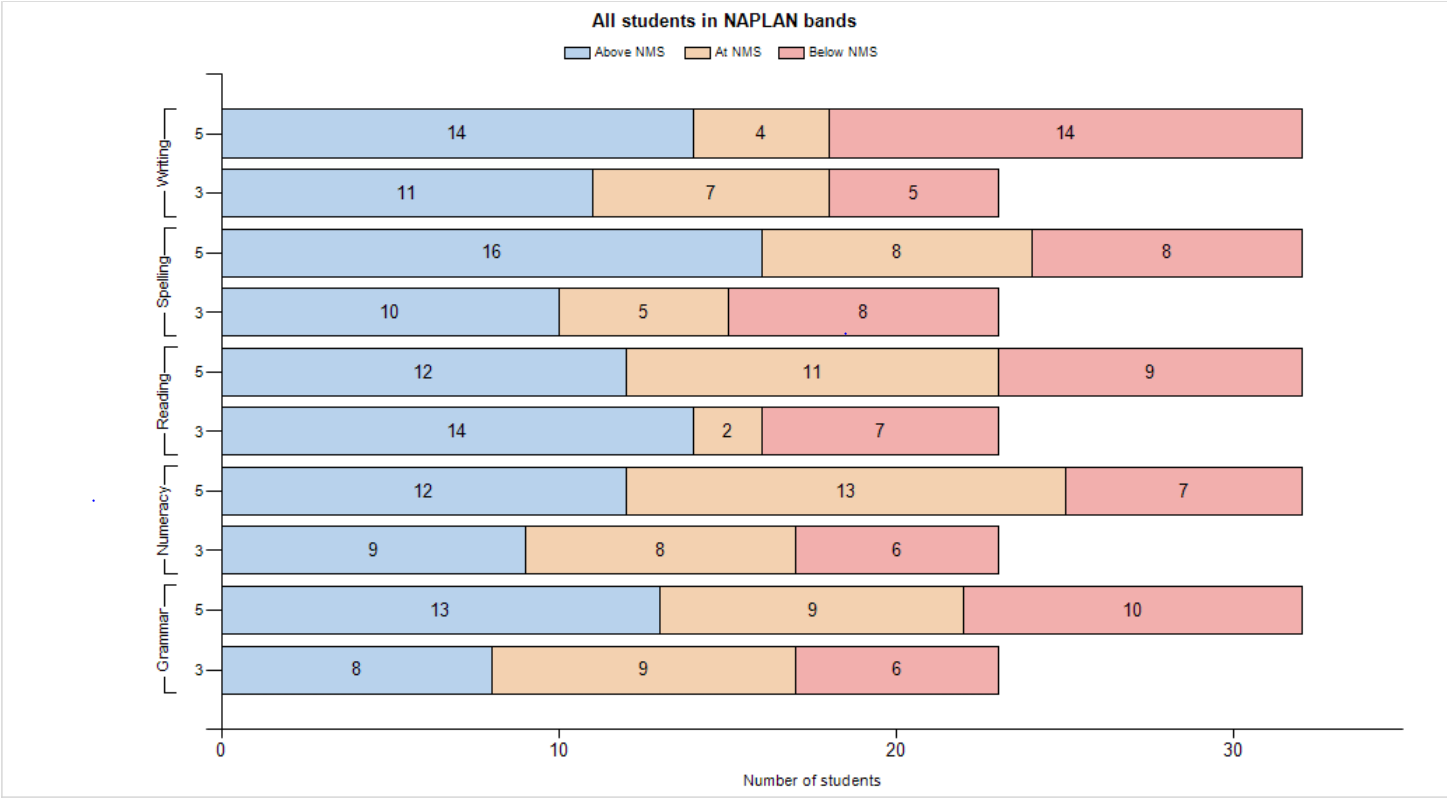 All students in NAPLAN bands
Above NMS At NMS Below NMS
Writing
5 14 4 14
3 11 7 5
Spelling
5 16 8 8
3 10 5 8
Reading
5 12 11 9
3 14 2 7
Numeracy
5 12 13 7
3 9 8 6
Grammar
5 13 9 10
3 8 9 6
0 10 20 30
Number of students